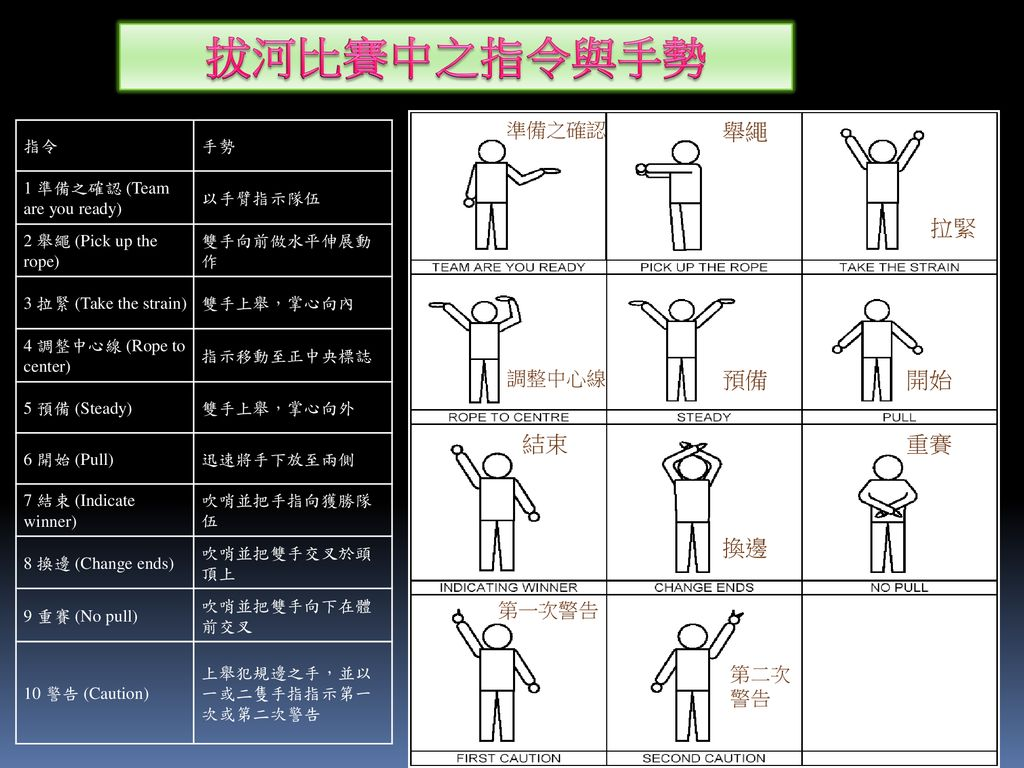 拔河比賽中之指令與手勢
指令
手勢
1 準備之確認 (Team
are you ready)
以手臂指示隊伍
2 舉繩 (Pick up the
rope)
雙手向前做水平伸展動
作
3 拉緊 (Take the strain)
雙手上舉，掌心向內
4 調整中心線 (Rope to
center)
指示移動至正中央標誌
5 預備 (Steady)
雙手上舉，掌心向外
6 開始 (Pull)
迅速將手下放至兩側
7 結束 (Indicate
winner)
吹哨並把手指向獲勝隊
伍
8 換邊 (Change ends)
吹哨並把雙手交叉於頭
頂上
9 重賽 (No pull)
吹哨並把雙手向下在體
前交叉
10 警告 (Caution)
上舉犯規邊之手，並以
一或二隻手指指示第一
次或第二次警告
準備之確認
舉繩
拉緊
TEAM ARE YOU READY
PICK UP THE ROPE
TAKE THE STRAIN
調整中心線
預備
開始
ROPE TO CENTRE
STEADY
PULL
結束
換邊
重賽
INDICATING WINNER
CHANGE ENDS
NO PULL
第一次警告
第二次
警告
FIRST CAUTION
SECOND CAUTION